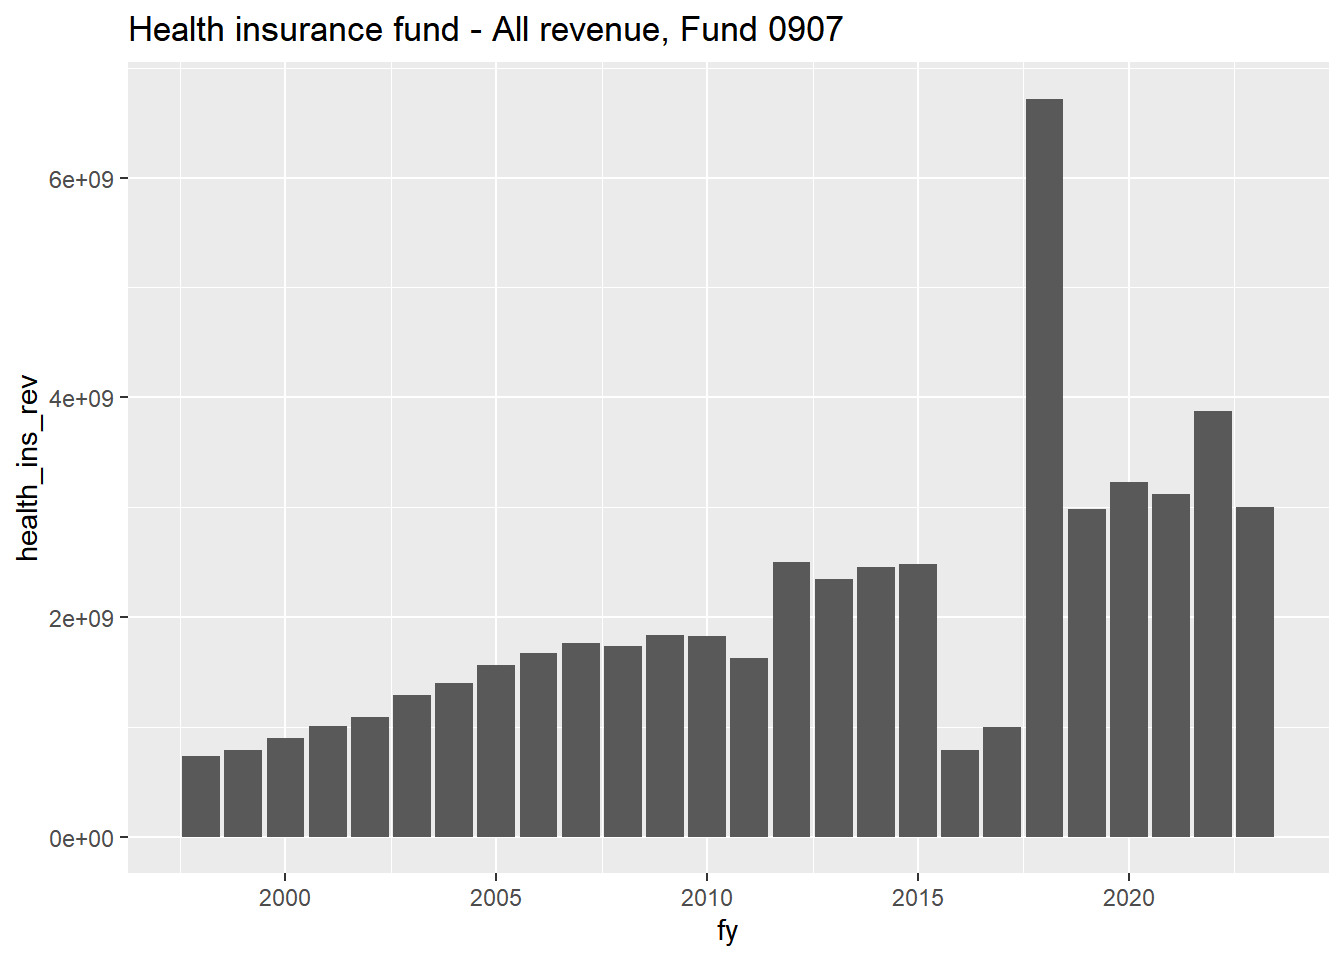 Health insurance fund - All revenue, Fund 0907
health_ins_rev
6e+09
4e+09
2e+09
0e+00
2000 2005 2010 2015 2020
fy